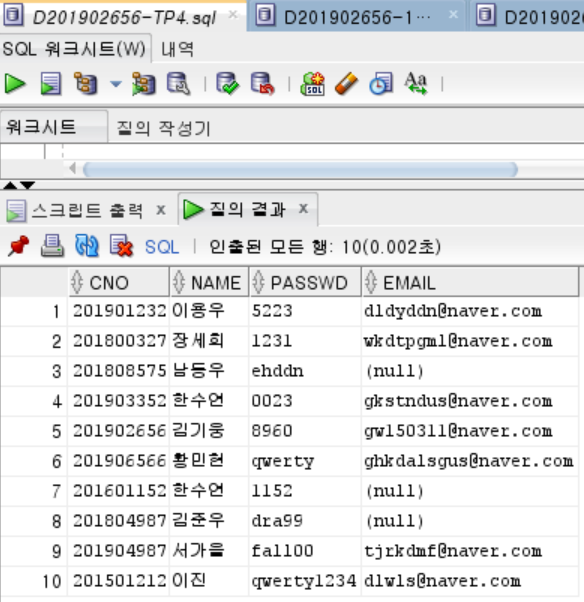 D201902656-TP4.sql D201902656-1··· D201902
SQL 워크시트(W) 내역
워크시트 질의 작성기
스크립트 출력 x 질의 결과 x
SQL 인출된 모든 행: 10(0.002초)
CNO NAME PASSWD EMAIL
1 201901232 이용우 5223 dldyddn@naver.com
2 201800327 장세희 1231 wkdtpgml@naver.com
3 201808575 남동우 ehddn (null)
4 201903352 한수연 0023 gkstndus@naver.com
5 201902656 김기웅 8960 gw150311@naver.com
6 201906566 황민현 qwerty ghkdalsgus@naver.com
7 201601152 한수연 1152 (null)
8 201804987 김준우 dra99 (null)
9 201904987 서가을 fall00 tjrkdmf@naver.com
10 201501212 이진 qwerty1234 dlwls@naver.com